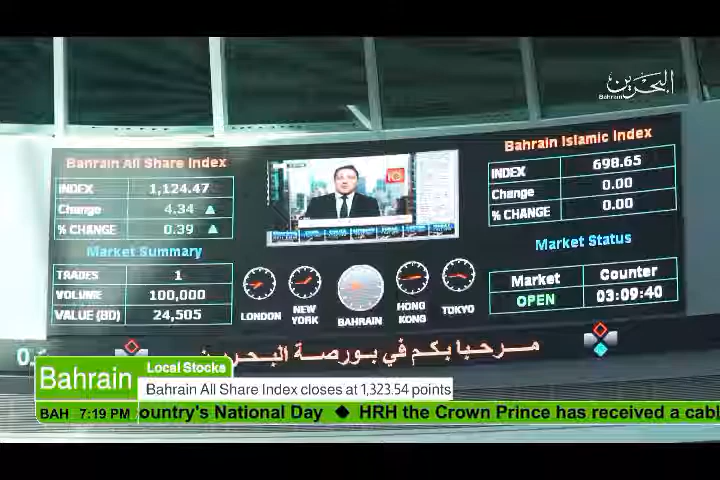 البحرين
Bahrain
Bahrain All Share Index
INDEX 1,124.47
Change 4.34
% CHANGE 0.39
Market Summary
TRADES 1
VOLUME 100,000
VALUE (BD) 24,505
LONDON
NEW YORK
BAHRAIN
HONG KONG
TOKYO
Bahrain Islamic Index
INDEX 698.65
Change 0.00
% CHANGE 0.00
Market Status
Market Counter
OPEN 03:09:40
مرحبا بكم في بورصة البحرين
Local Stocks
Bahrain
Bahrain All Share Index closes at 1,323.54 points
BAH 7:19 PM ountry's National Day ◆ HRH the Crown Prince has received a cabl